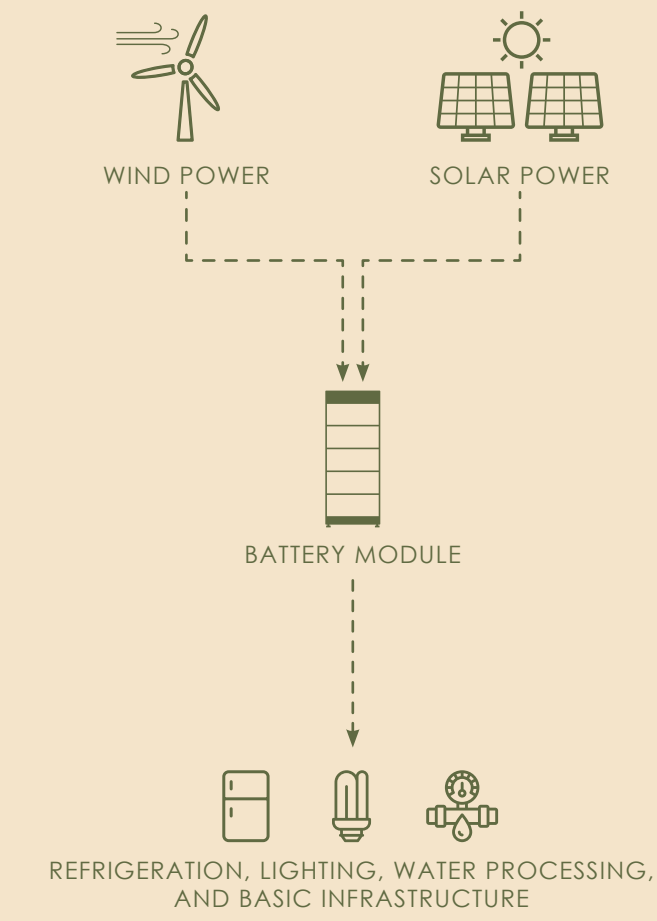 WIND POWER
SOLAR POWER
BATTERY MODULE
REFRIGERATION, LIGHTING, WATER PROCESSING,
AND BASIC INFRASTRUCTURE